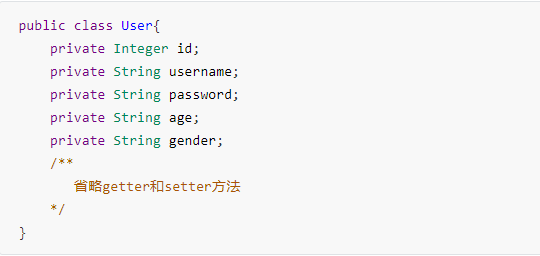 public class User{
    private Integer id;
    private String username;
    private String password;
    private String age;
    private String gender;
    /**
       省略getter和setter方法
    */
}